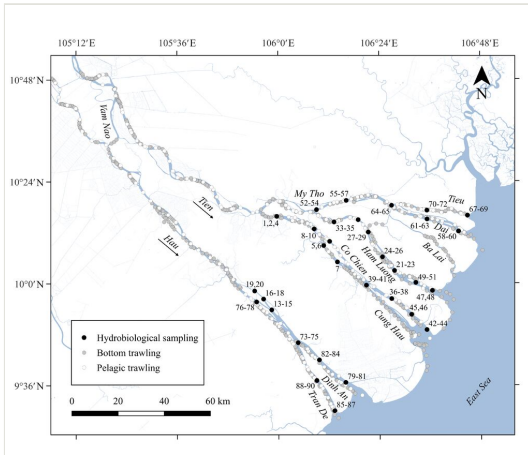 105°12'E 105°36'E 106°0'E 106°24'E 106°48'E
10°48'N
N
Vam Nao
Tien
10°24'N
My Tho
55-57
52-54
64-65
70-72
Tieu
67-69
1,2,4
33-35
61-63
Dai
58-60
Hau
8-10
27-29
Ba Lai
5,6
Co Chien
Ham Luong
24-26
7
21-23
10°0'N
39-41
49-51
19,20
16-18
36-38
47,48
76-78
13-15
45,46
Cung Hau
42-44
Hydrobiological sampling
Bottom trawling
Pelagic trawling
73-75
82-84
9°36'N
88-90
Dinh An
79-81
Tran De
85-87
East Sea
0 20 40 60 km